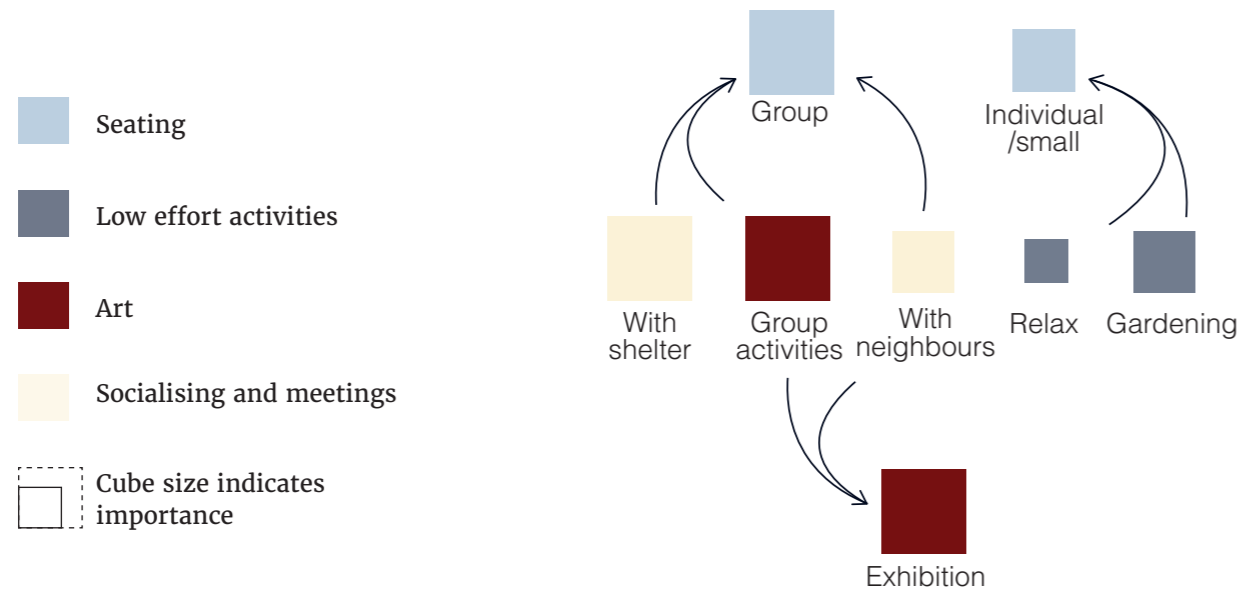 Seating
Low effort activities
Art
Socialising and meetings
Cube size indicates
importance
Group
Individual
/small
With
shelter
Group
activities
With
neighbours
Relax
Gardening
Exhibition